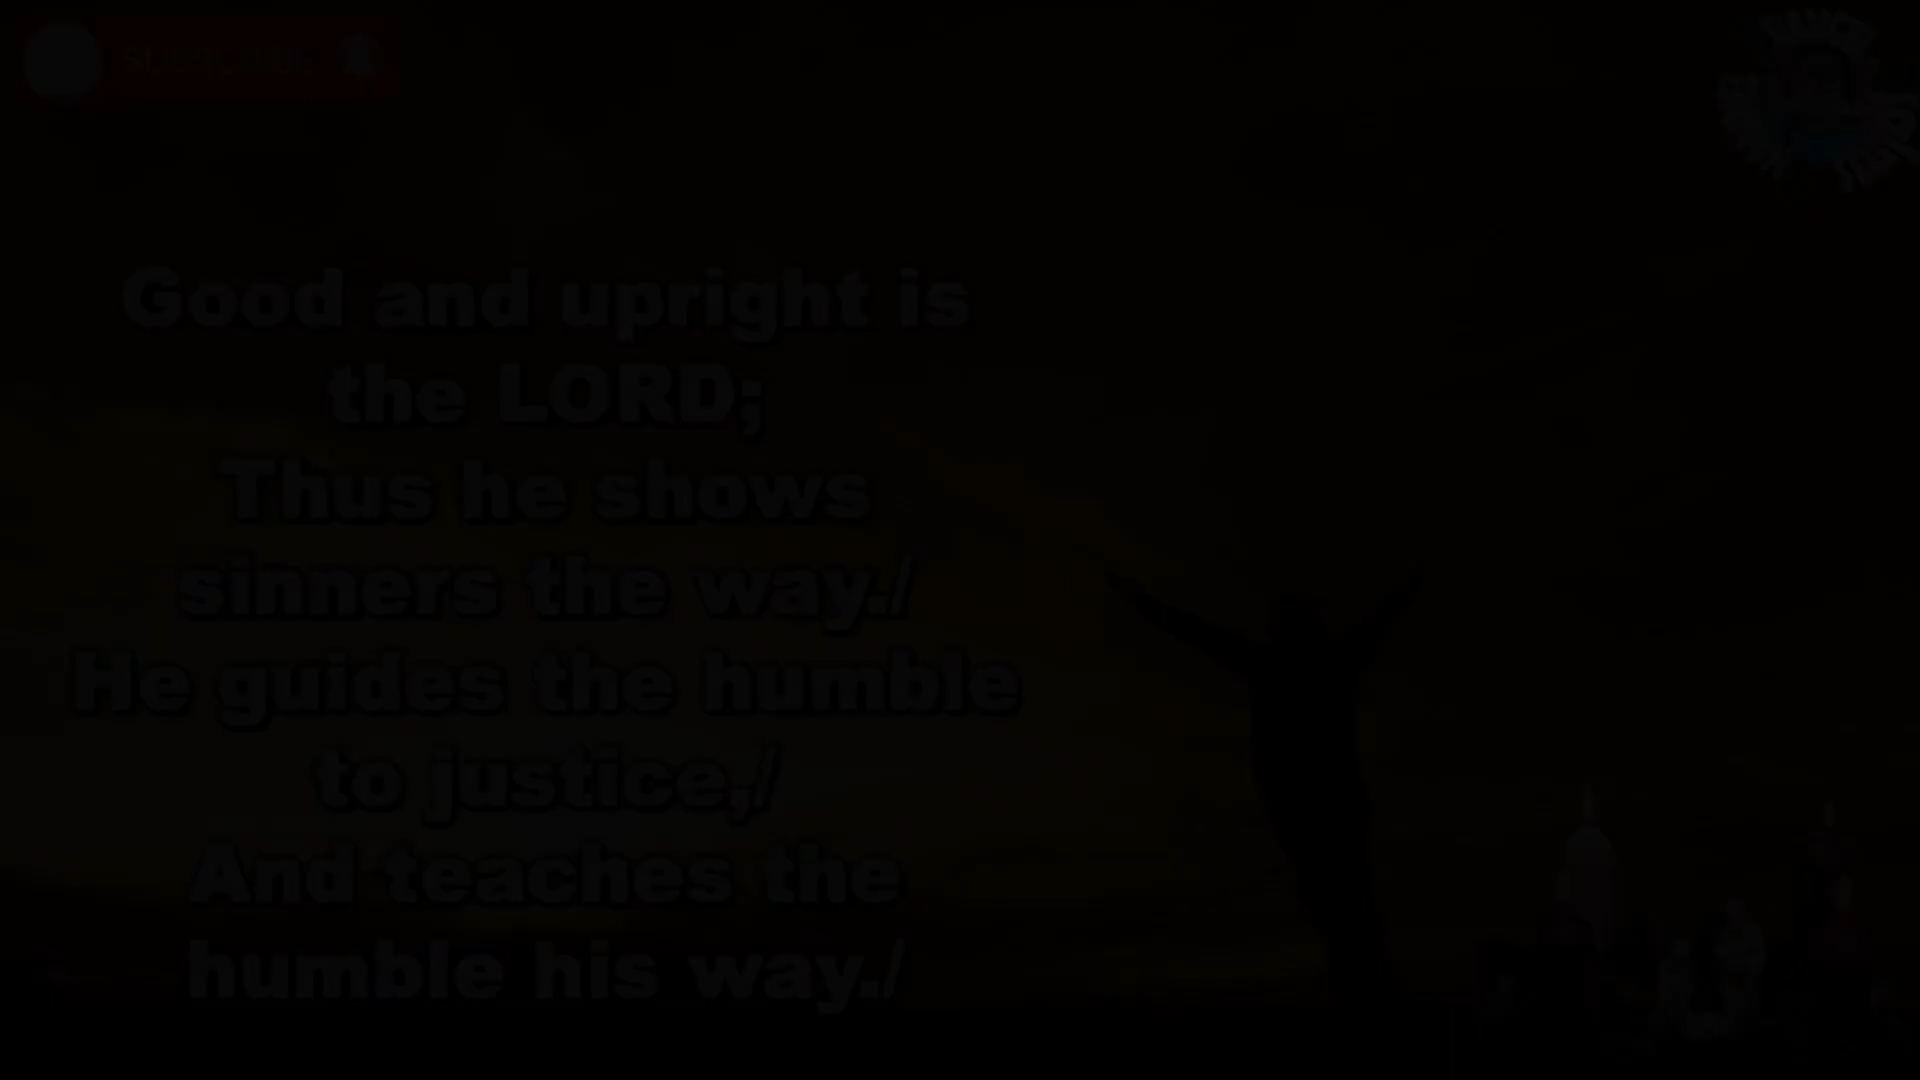 SUBSCRIBE
Good and upright is
the LORD;
Thus he shows
sinners the way./
He guides the humble
to justice,/
And teaches the
humble his way./